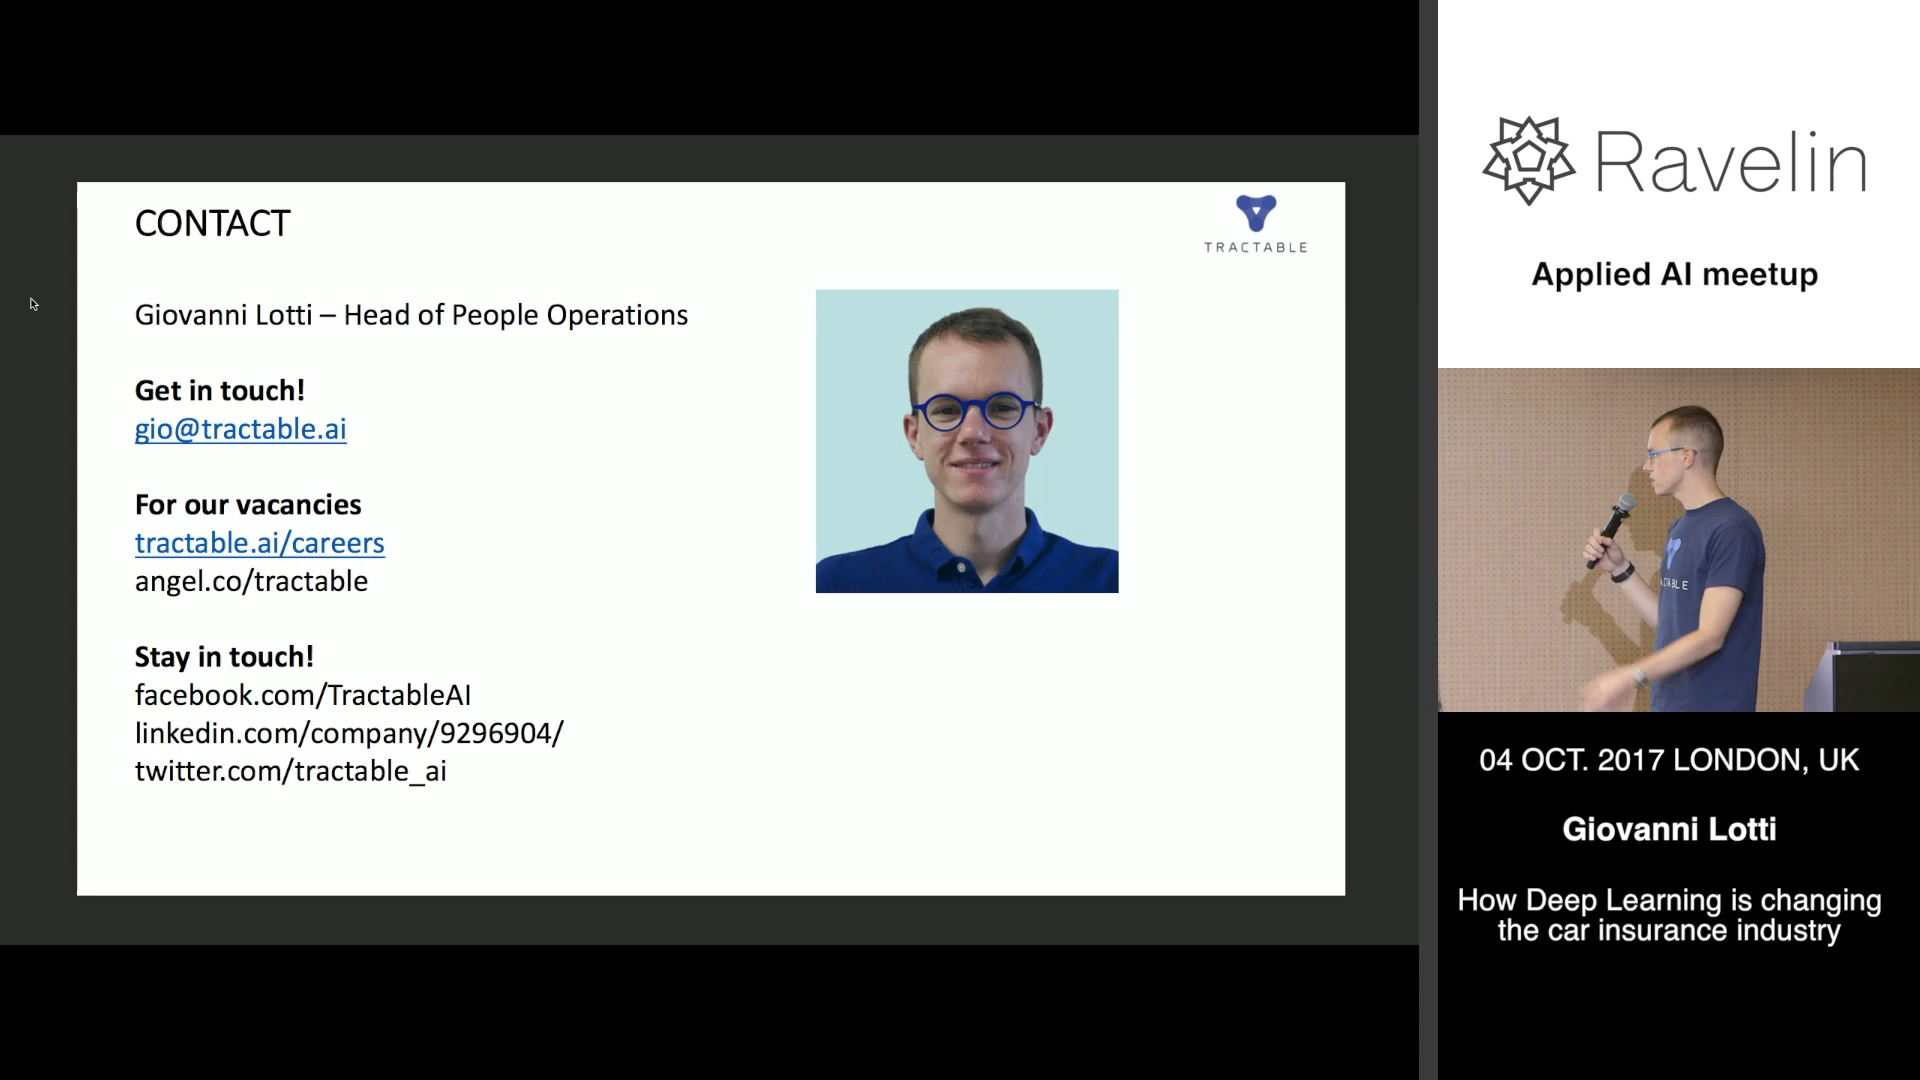 CONTACT
TRACTABLE
Giovanni Lotti – Head of People Operations
Get in touch!
gio@tractable.ai
For our vacancies
tractable.ai/careers
angel.co/tractable
Stay in touch!
facebook.com/TractableAI
linkedin.com/company/9296904/
twitter.com/tractable_ai
Ravelin
Applied AI meetup
04 OCT. 2017 LONDON, UK
Giovanni Lotti
How Deep Learning is changing
the car insurance industry